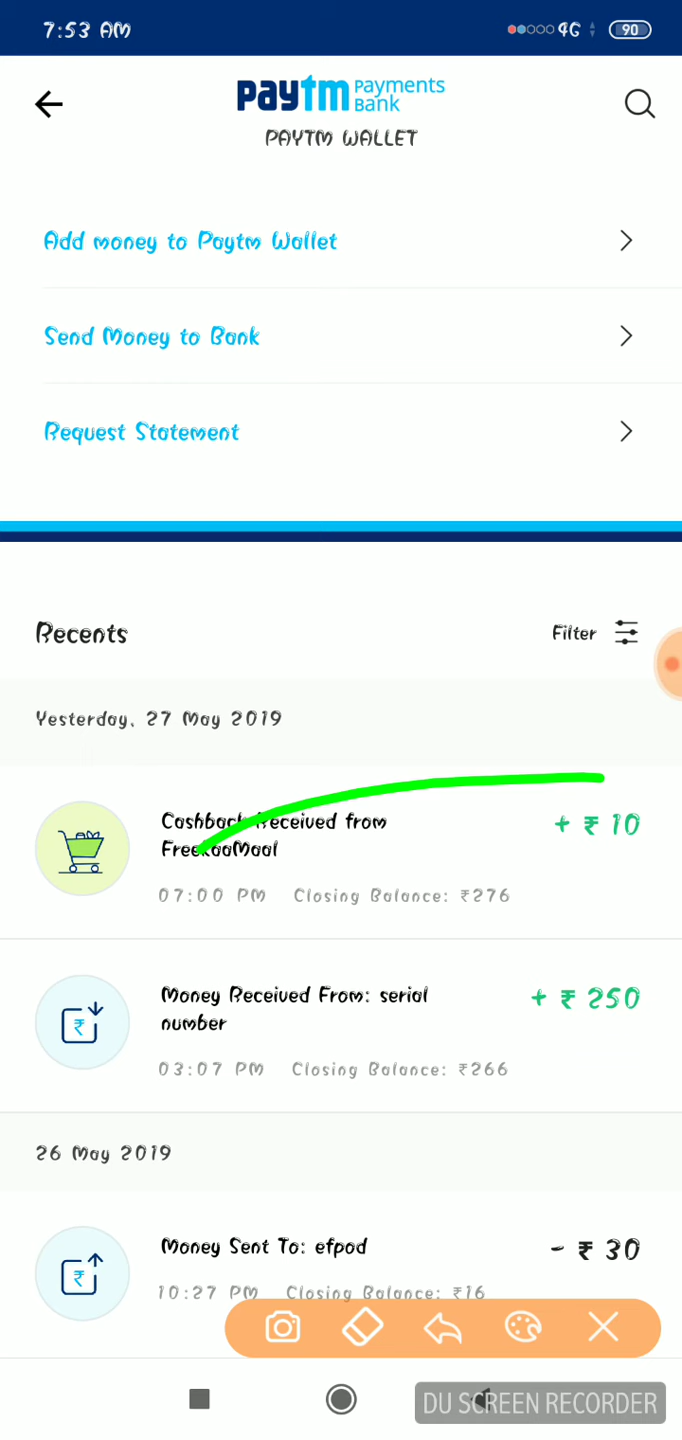 7:53 AM
4G
90
paytm Payments Bank
PAYTM WALLET
Add money to Paytm Wallet
Send Money to Bank
Request Statement
Recents
Filter
Yesterday, 27 May 2019
Cashback Received from
FreekaaMaal
+ ₹ 10
07:00 PM Closing Balance: ₹276
Money Received From: serial
number
+ ₹ 250
03:07 PM Closing Balance: ₹266
26 May 2019
Money Sent To: efpod
- ₹ 30
10:27 PM Closing Balance: ₹16
DU SCREEN RECORDER